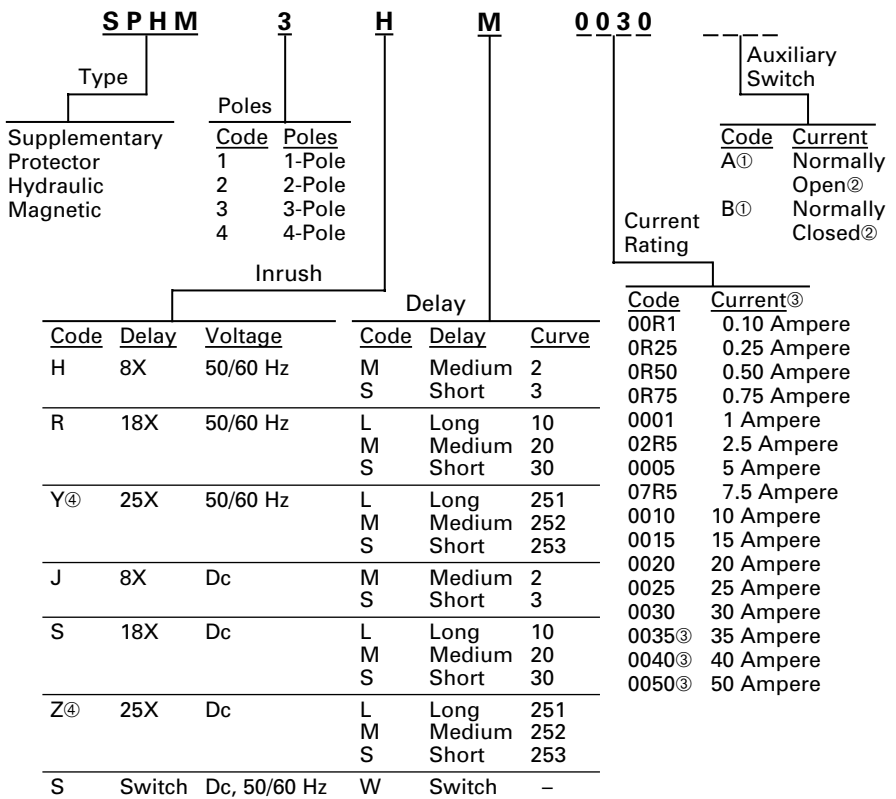 SPHM 3 H M 0030 _ _ _ _
Type
Supplementary
Protector
Hydraulic
Magnetic
Poles
Code Poles
1 1-Pole
2 2-Pole
3 3-Pole
4 4-Pole
Auxiliary
Switch
Code Current
A① Normally
Open②
B① Normally
Closed②
Inrush
Delay
Code Delay Voltage Code Delay Curve
H 8X 50/60 Hz M Medium 2
S Short 3
R 18X 50/60 Hz L Long 10
M Medium 20
S Short 30
Y④ 25X 50/60 Hz L Long 251
M Medium 252
S Short 253
J 8X Dc M Medium 2
S Short 3
S 18X Dc L Long 10
M Medium 20
S Short 30
Z④ 25X Dc L Long 251
M Medium 252
S Short 253
S Switch Dc, 50/60 Hz W Switch –
Current
Rating
Code Current③
00R1 0.10 Ampere
0R25 0.25 Ampere
0R50 0.50 Ampere
0R75 0.75 Ampere
0001 1 Ampere
02R5 2.5 Ampere
0005 5 Ampere
07R5 7.5 Ampere
0010 10 Ampere
0015 15 Ampere
0020 20 Ampere
0025 25 Ampere
0030 30 Ampere
0035③ 35 Ampere
0040③ 40 Ampere
0050③ 50 Ampere